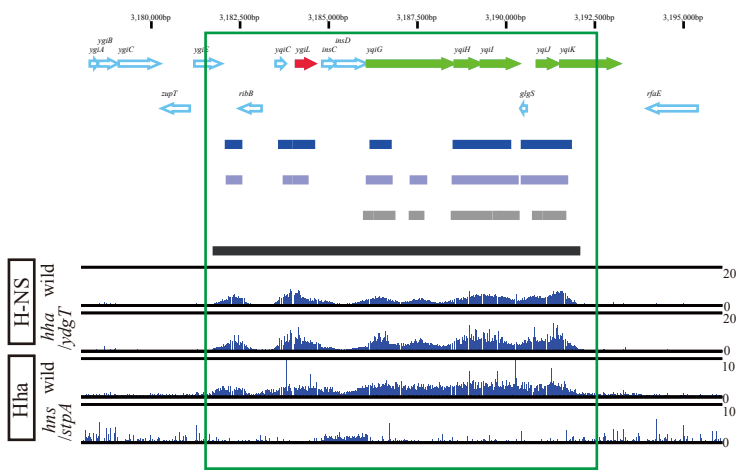 3,180,000bp 3,182,500bp 3,185,000bp 3,187,500bp 3,190,000bp 3,192,500bp 3,195,000bp
ygiB insD
ygiA ygiC ygiE yqiC ygiL insC yqiG yqiH yqiI yqiJ yqiK
zupT ribB glgS rfaE
H-NS
wild
20
0
hha
/ydgT
20
0
Hha
wild
10
0
hns
/stpA
10
0